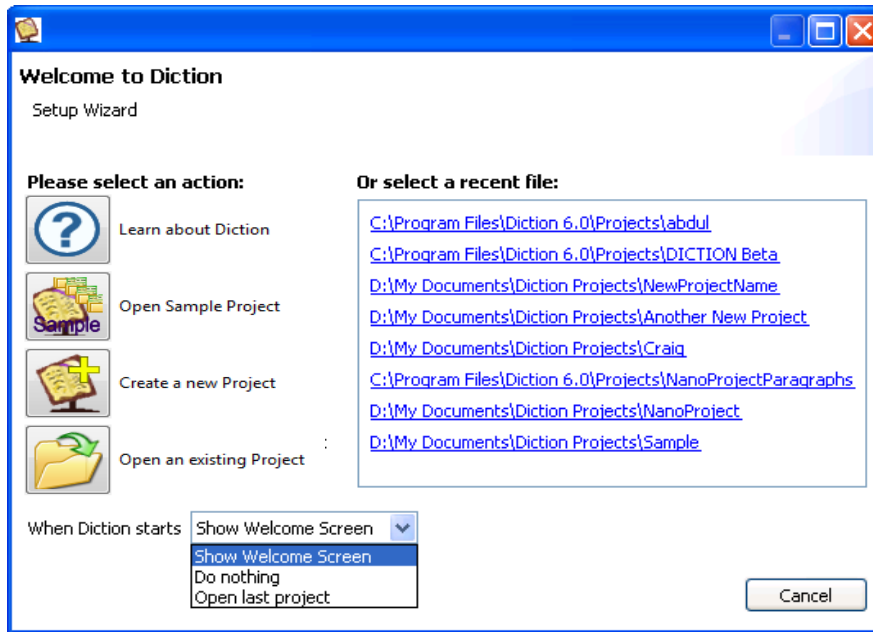 Welcome to Diction
Setup Wizard
Please select an action:
Or select a recent file:
Learn about Diction
Sample
Open Sample Project
Create a new Project
Open an existing Project
:
C:\Program Files\Diction 6.0\Projects\abdul
C:\Program Files\Diction 6.0\Projects\DICTION Beta
D:\My Documents\Diction Projects\NewProjectName
D:\My Documents\Diction Projects\Another New Project
D:\My Documents\Diction Projects\Craig
C:\Program Files\Diction 6.0\Projects\NanoProjectParagraphs
D:\My Documents\Diction Projects\NanoProject
D:\My Documents\Diction Projects\Sample
When Diction starts Show Welcome Screen
Show Welcome Screen
Do nothing
Open last project
Cancel